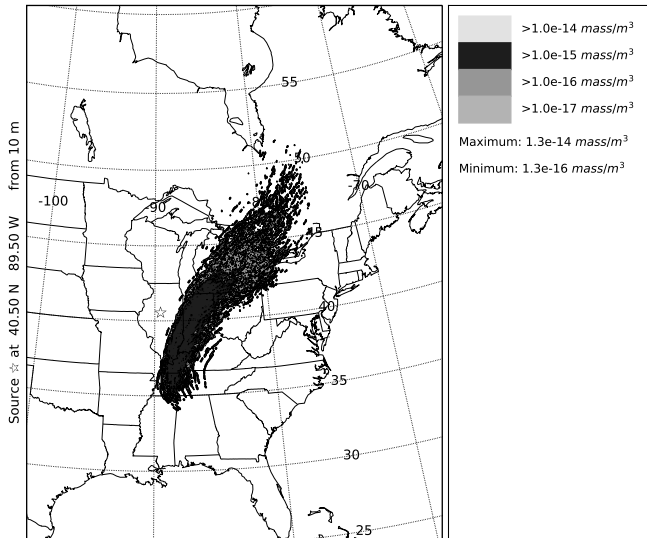 Source ☆ at 40.50 N 89.50 W from 10 m
>1.0e-14 mass/m³
>1.0e-15 mass/m³
>1.0e-16 mass/m³
>1.0e-17 mass/m³
Maximum: 1.3e-14 mass/m³
Minimum: 1.3e-16 mass/m³
55
50
-70
-100
-90
45
40
35
30
25